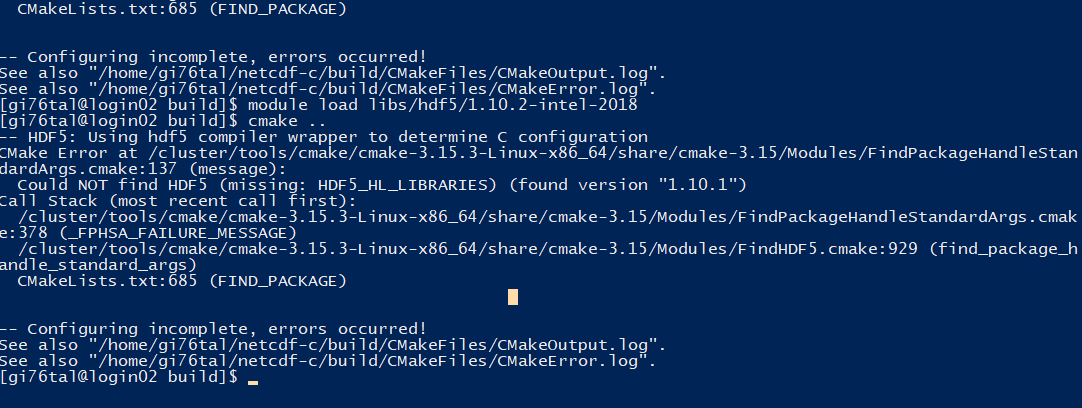 CMakeLists.txt:685 (FIND_PACKAGE)
-- Configuring incomplete, errors occurred!
See also "/home/gi76tal/netcdf-c/build/CMakeFiles/CMakeOutput.log".
See also "/home/gi76tal/netcdf-c/build/CMakeFiles/CMakeError.log".
[gi76tal@login02 build]$ module load libs/hdf5/1.10.2-intel-2018
[gi76tal@login02 build]$ cmake ..
-- HDF5: Using hdf5 compiler wrapper to determine C configuration
CMake Error at /cluster/tools/cmake/cmake-3.15.3-Linux-x86_64/share/cmake-3.15/Modules/FindPackageHandleStan
dardArgs.cmake:137 (message):
  Could NOT find HDF5 (missing: HDF5_HL_LIBRARIES) (found version "1.10.1")
Call Stack (most recent call first):
  /cluster/tools/cmake/cmake-3.15.3-Linux-x86_64/share/cmake-3.15/Modules/FindPackageHandleStandardArgs.cmak
e:378 (_FPHSA_FAILURE_MESSAGE)
  /cluster/tools/cmake/cmake-3.15.3-Linux-x86_64/share/cmake-3.15/Modules/FindHDF5.cmake:929 (find_package_h
andle_standard_args)
  CMakeLists.txt:685 (FIND_PACKAGE)
-- Configuring incomplete, errors occurred!
See also "/home/gi76tal/netcdf-c/build/CMakeFiles/CMakeOutput.log".
See also "/home/gi76tal/netcdf-c/build/CMakeFiles/CMakeError.log".
[gi76tal@login02 build]$